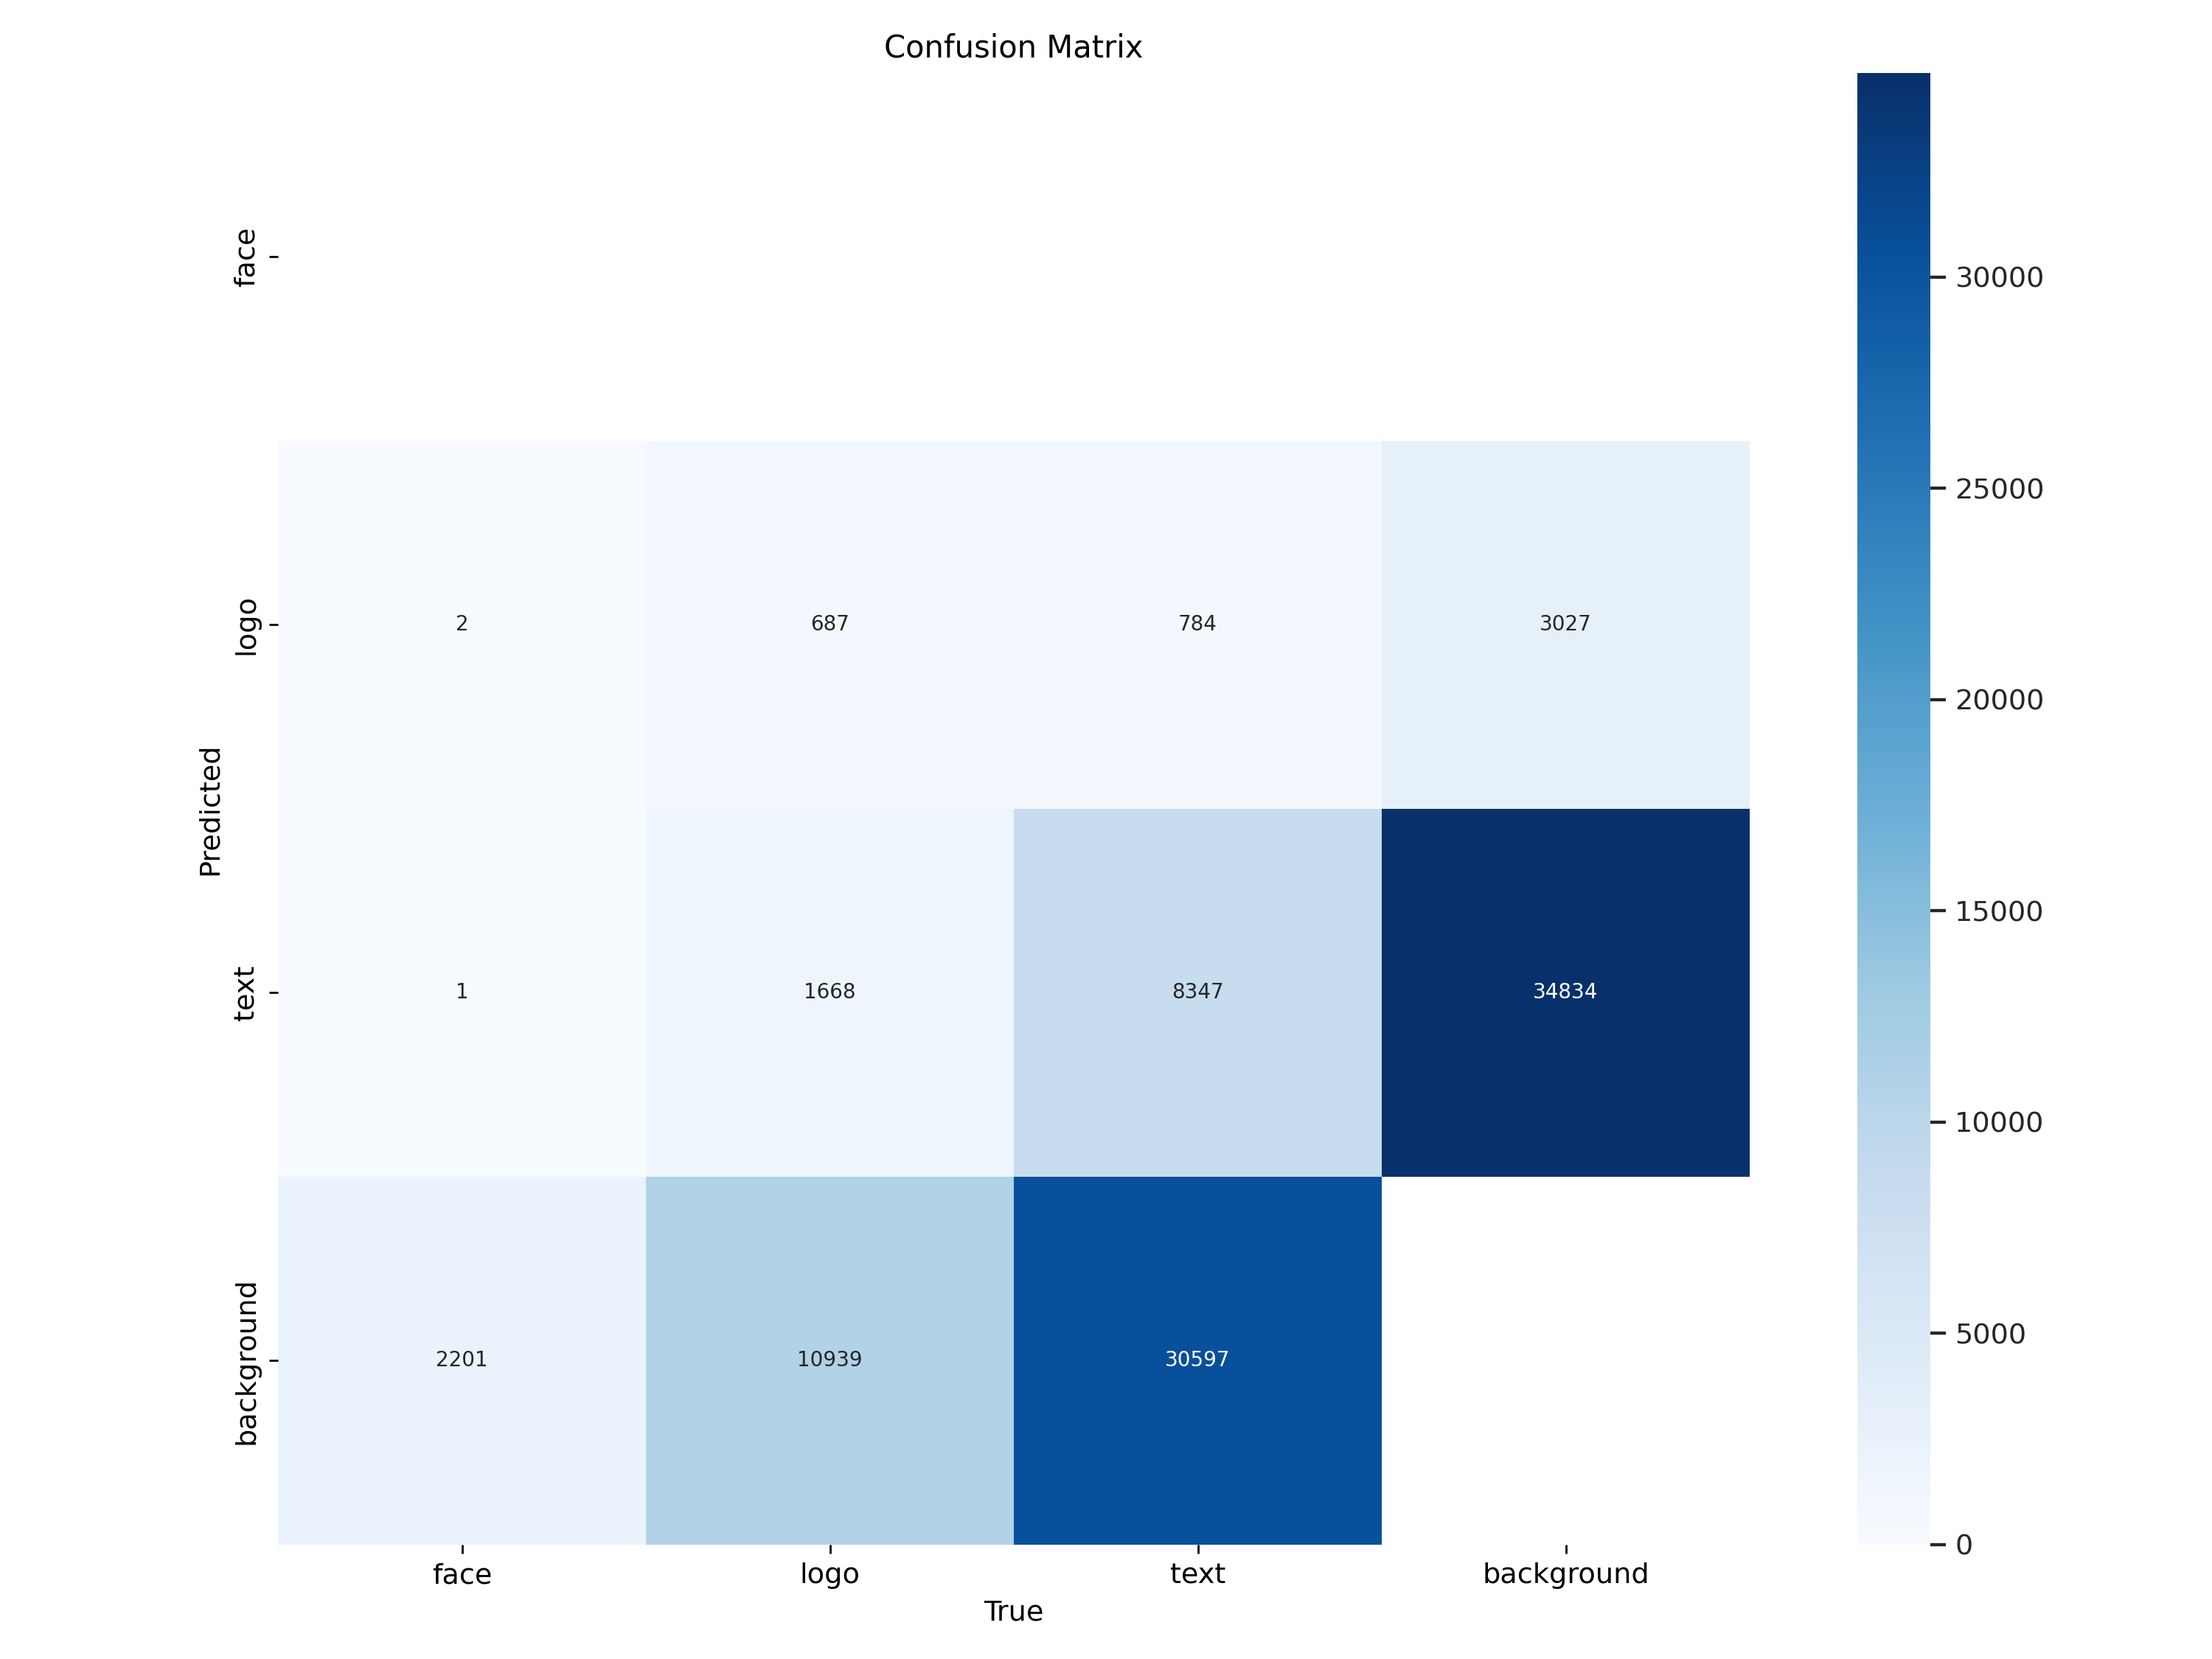 Confusion Matrix
face
logo
text
background
Predicted
2 687 784 3027
1 1668 8347 34834
2201 10939 30597
face logo text background
True
30000
25000
20000
15000
10000
5000
0